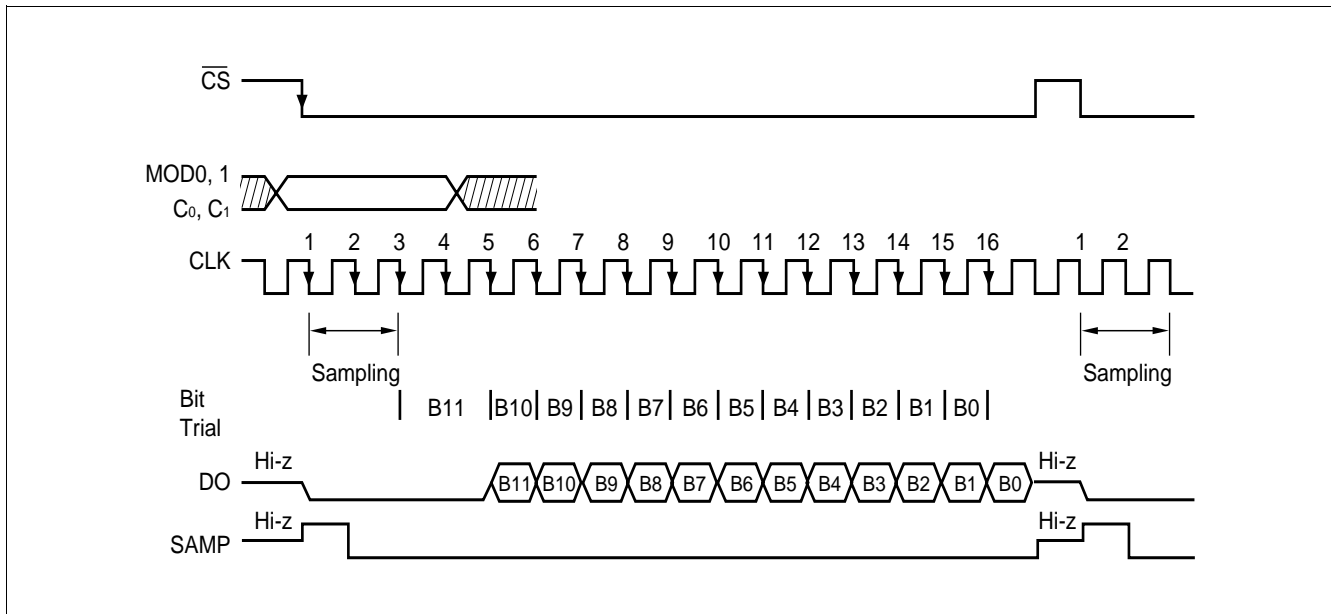 CS
MOD0, 1
C0, C1
1 2 3 4 5 6 7 8 9 10 11 12 13 14 15 16 1 2
CLK
Sampling Sampling
Bit Trial
B11 B10 B9 B8 B7 B6 B5 B4 B3 B2 B1 B0
Hi-z Hi-z
DO B11 B10 B9 B8 B7 B6 B5 B4 B3 B2 B1 B0
Hi-z Hi-z
SAMP